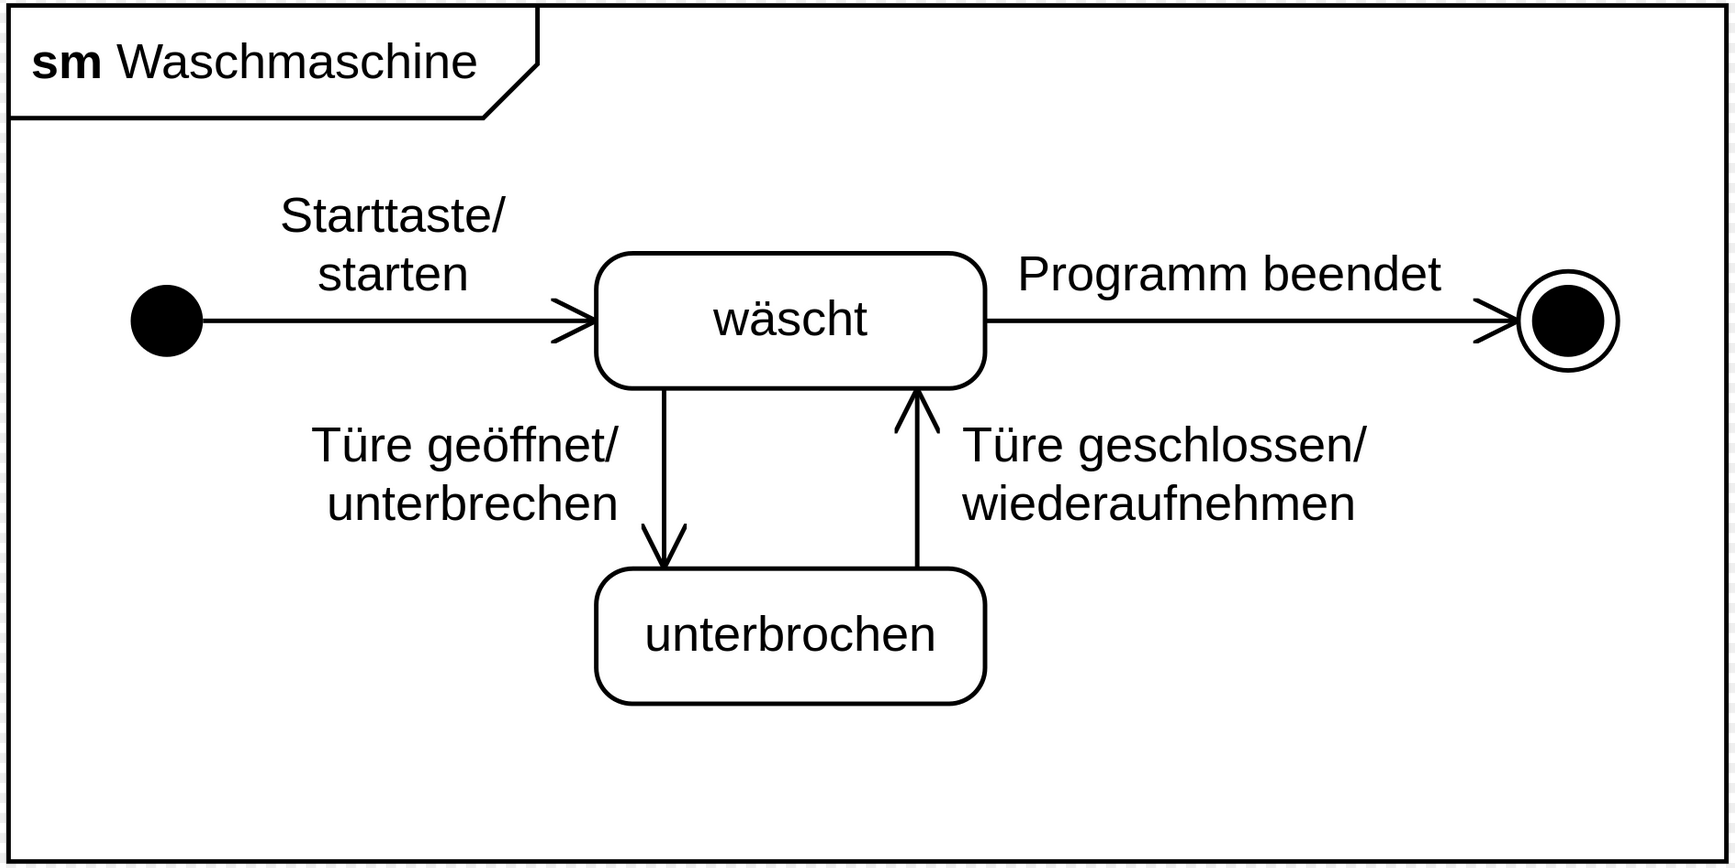 sm Waschmaschine
Starttaste/
starten
wäscht
Programm beendet
Türe geöffnet/
unterbrechen
Türe geschlossen/
wiederaufnehmen
unterbrochen